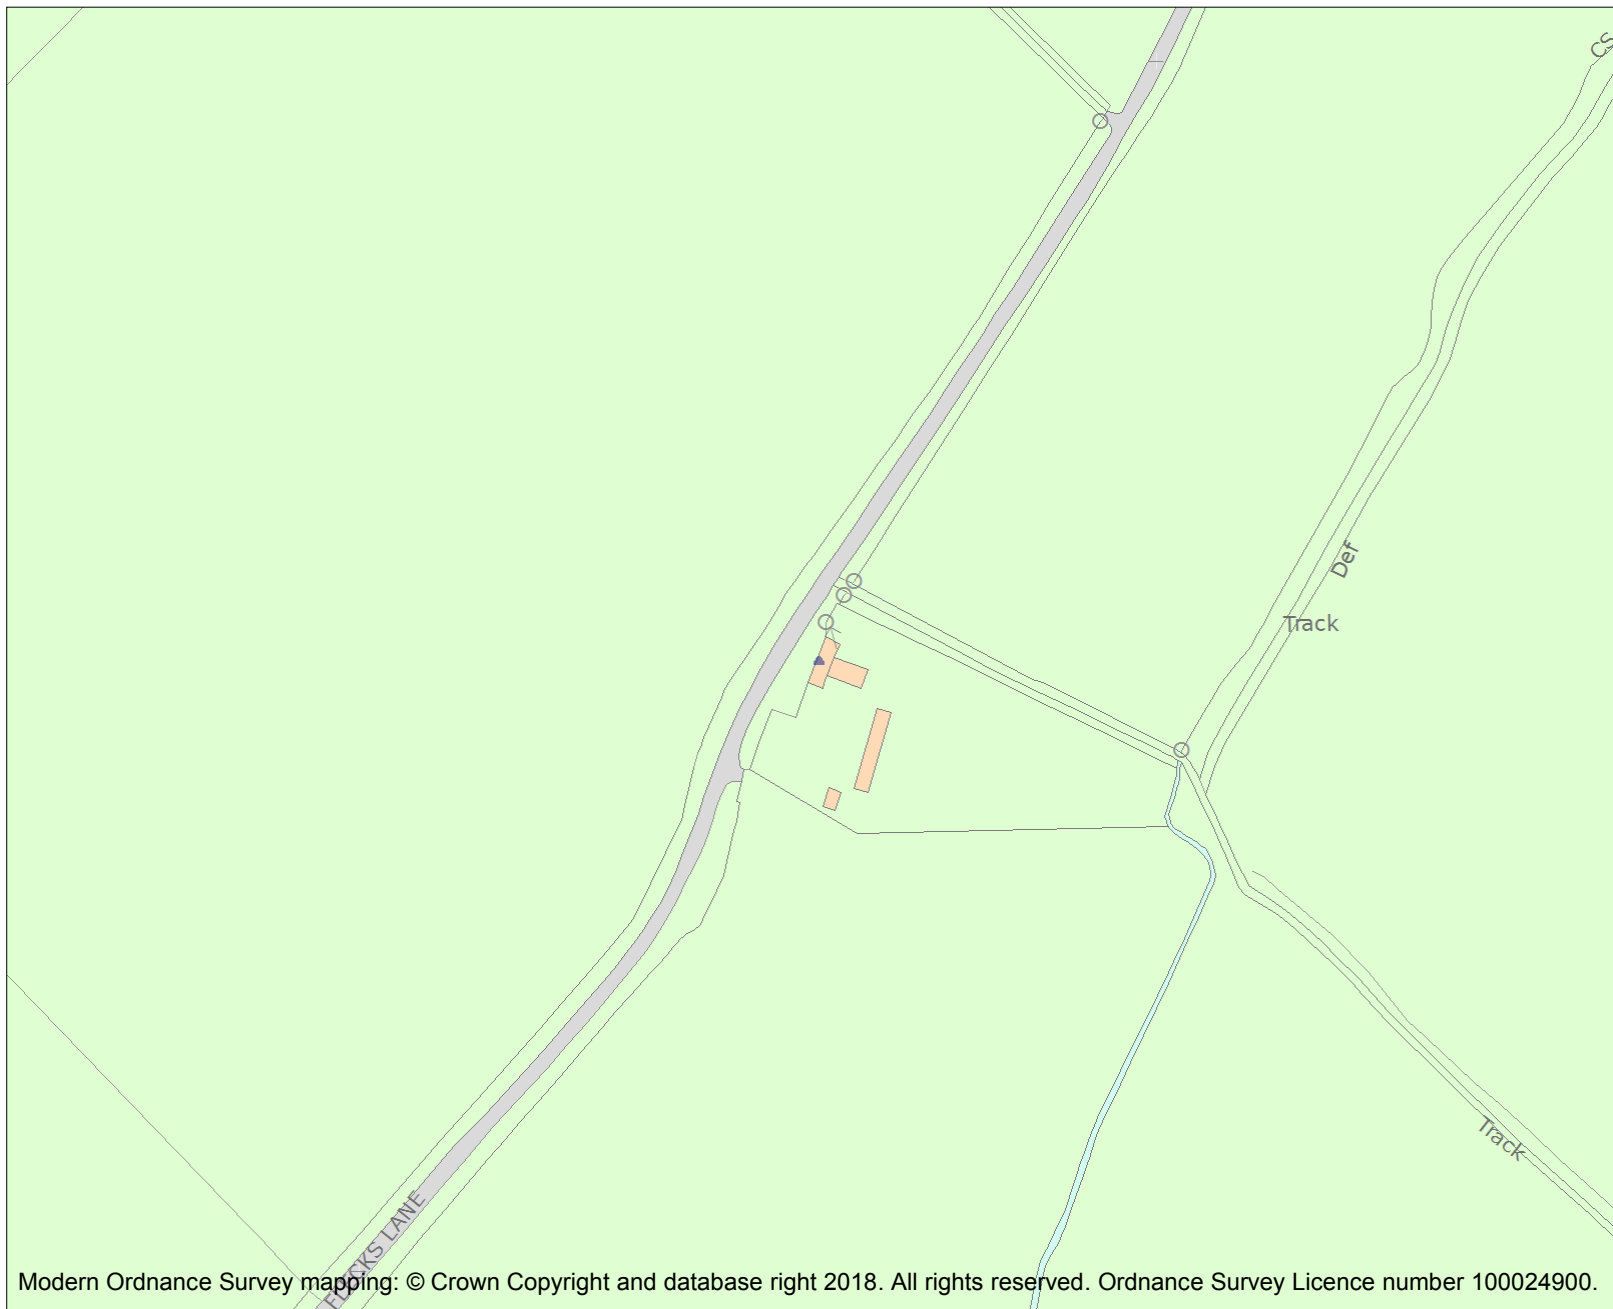 CS
Def
Track
Track
LANE
Modern Ordnance Survey mapping: © Crown Copyright and database right 2018. All rights reserved. Ordnance Survey Licence number 100024900.